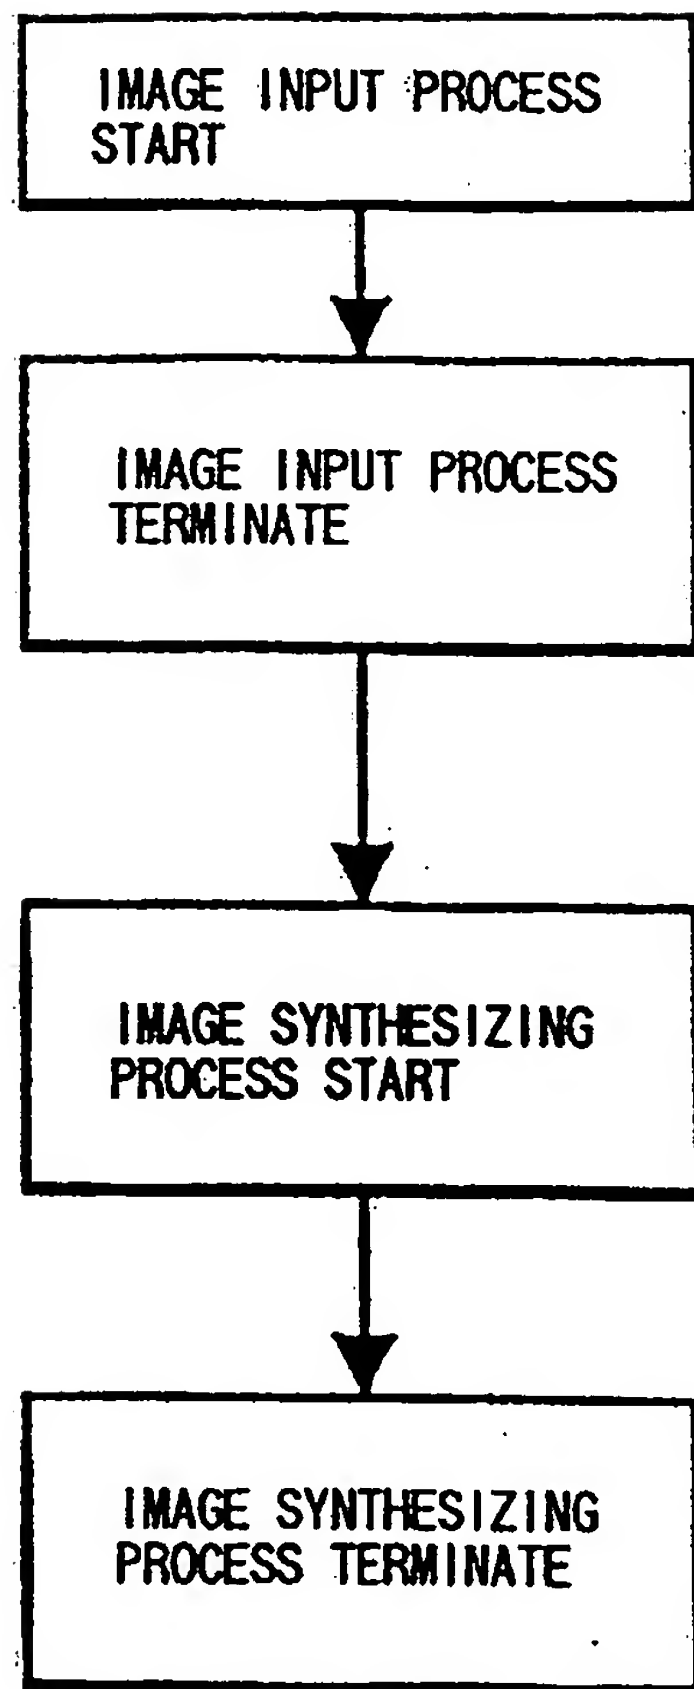 IMAGE INPUT PROCESS
START
IMAGE INPUT PROCESS
TERMINATE
IMAGE SYNTHESIZING
PROCESS START
IMAGE SYNTHESIZING
PROCESS TERMINATE